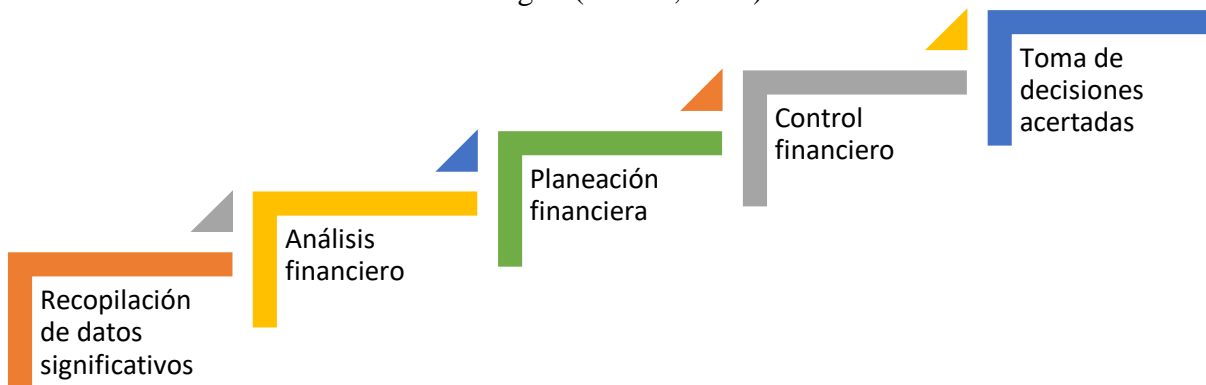 Recopilación
de datos
significativos
Análisis
financiero
Planeación
financiera
Control
financiero
Toma de
decisiones
acertadas